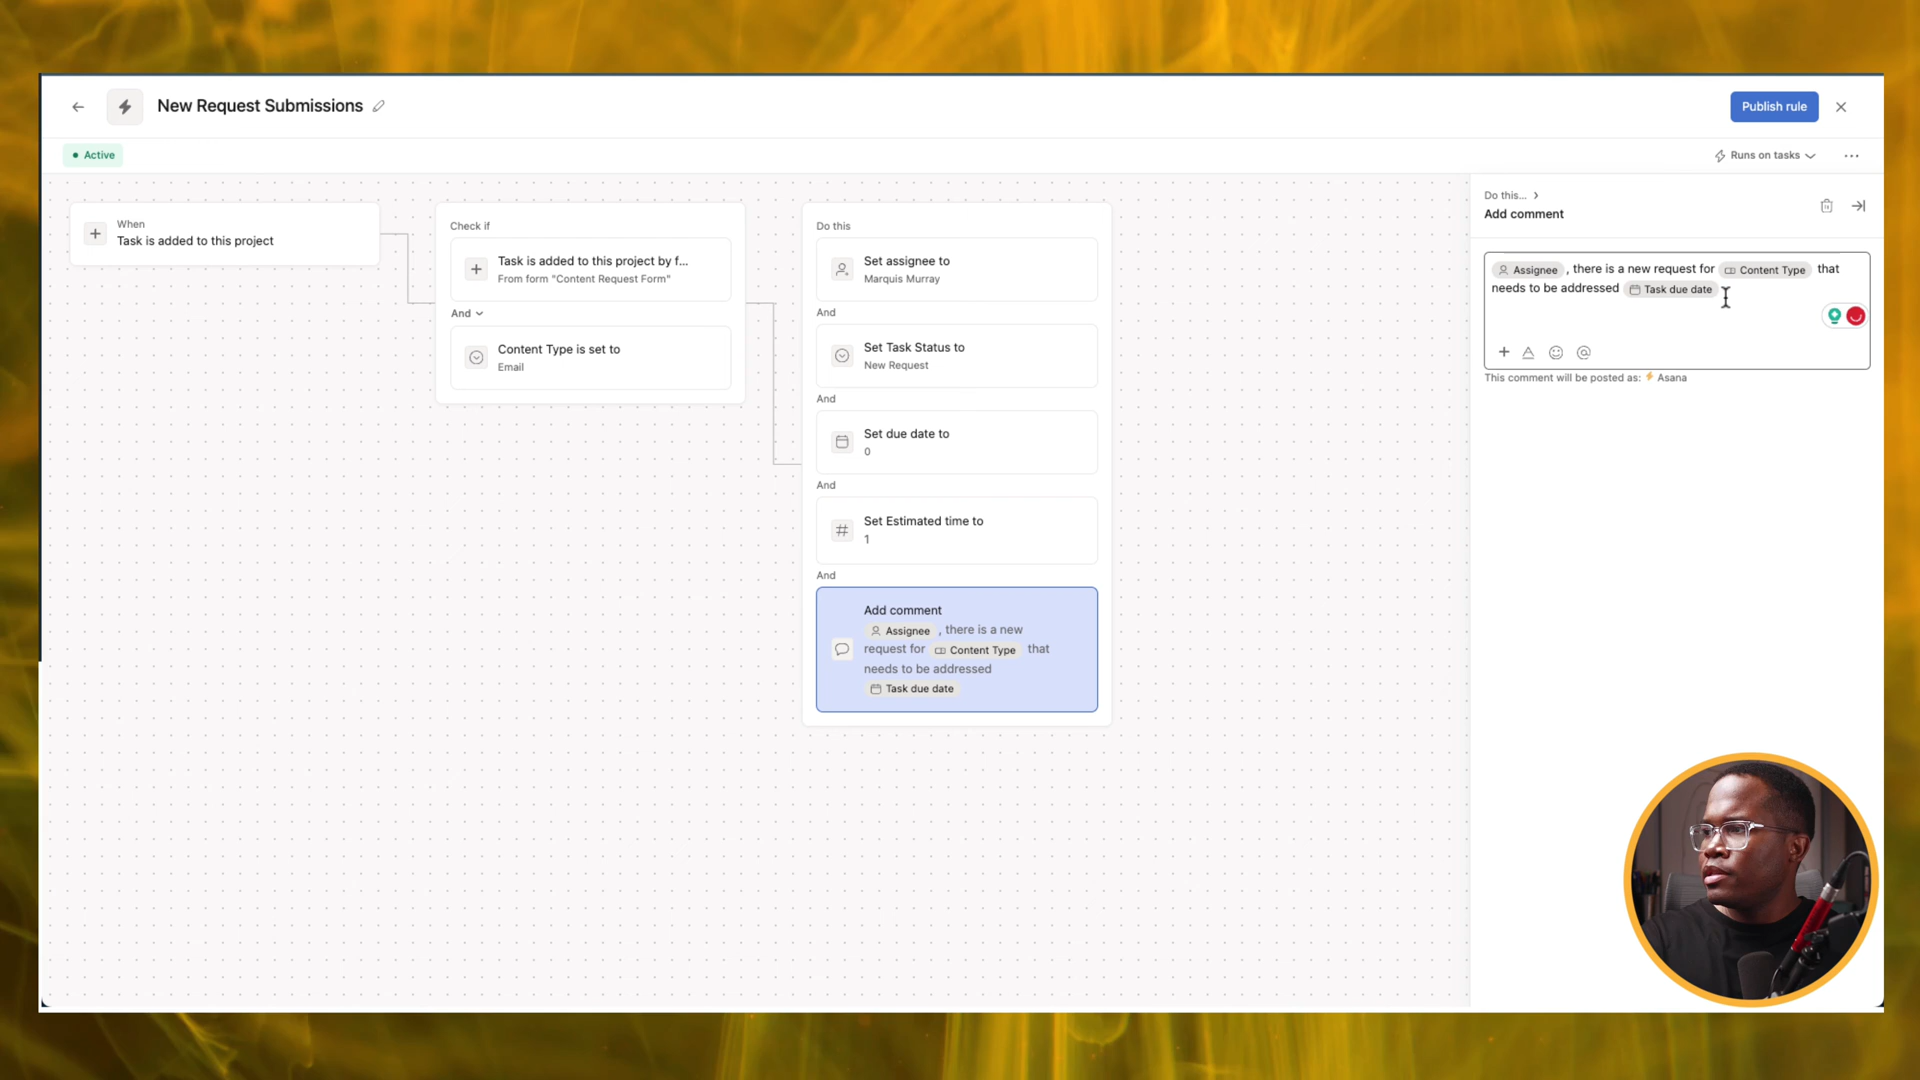 New Request Submissions
Publish rule
Active
Runs on tasks
When
Task is added to this project
Check if
Task is added to this project by f...
From form "Content Request Form"
And
Content Type is set to
Email
Do this
Set assignee to
Marquis Murray
And
Set Task Status to
New Request
And
Set due date to
0
And
Set Estimated time to
1
And
Add comment
Assignee , there is a new
request for Content Type that
needs to be addressed
Task due date
Do this... >
Add comment
Assignee , there is a new request for Content Type that
needs to be addressed Task due date
This comment will be posted as: Asana